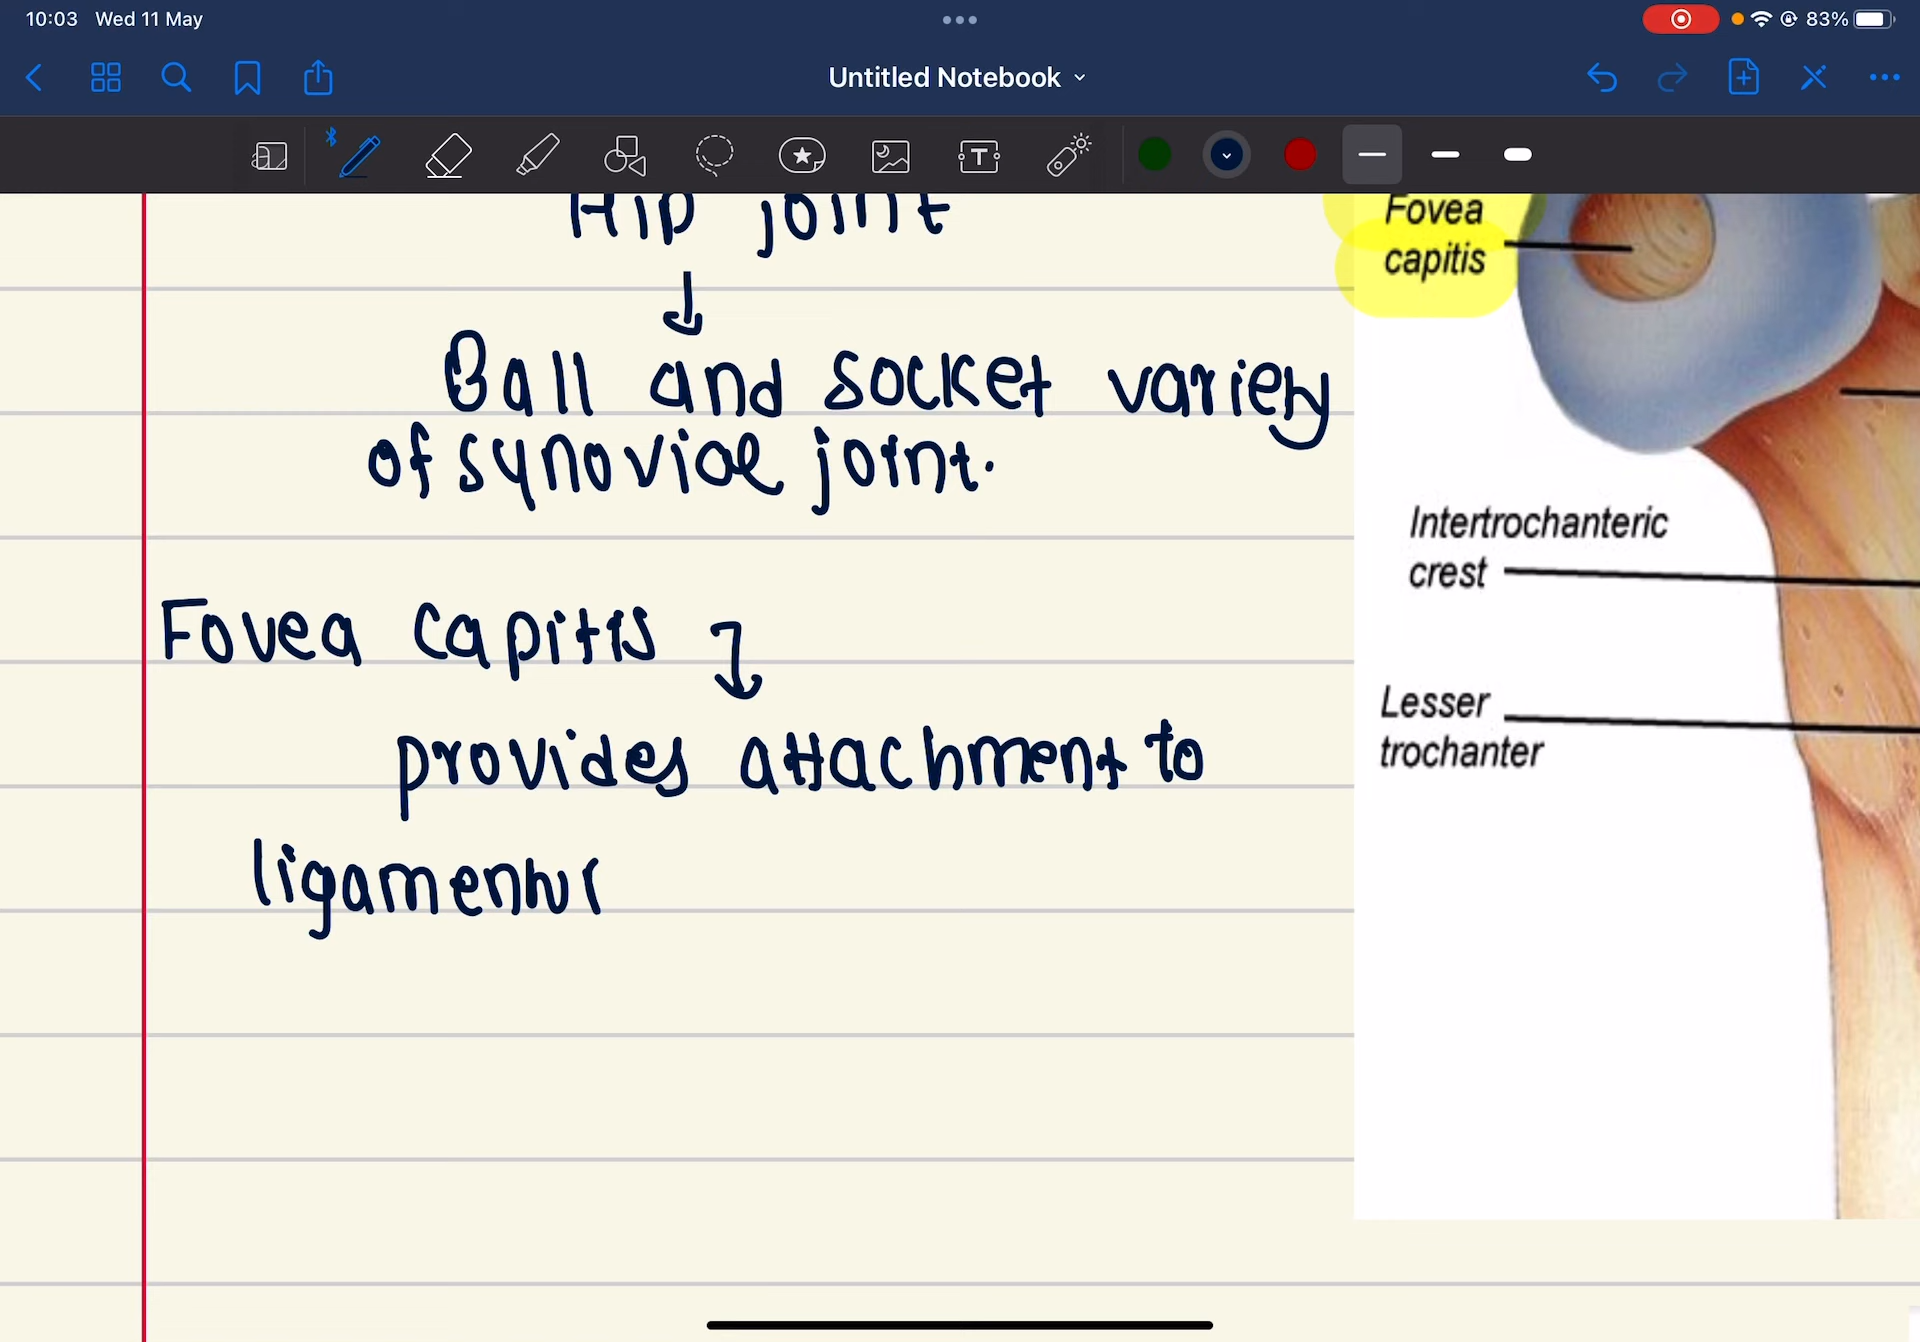 10:03 Wed 11 May
83%
Untitled Notebook
Hip joint
Ball and socket variety
of synovial joint.
Fovea capitis
provides attachment to
ligamentu
Fovea
capitis
Intertrochanteric
crest
Lesser
trochanter